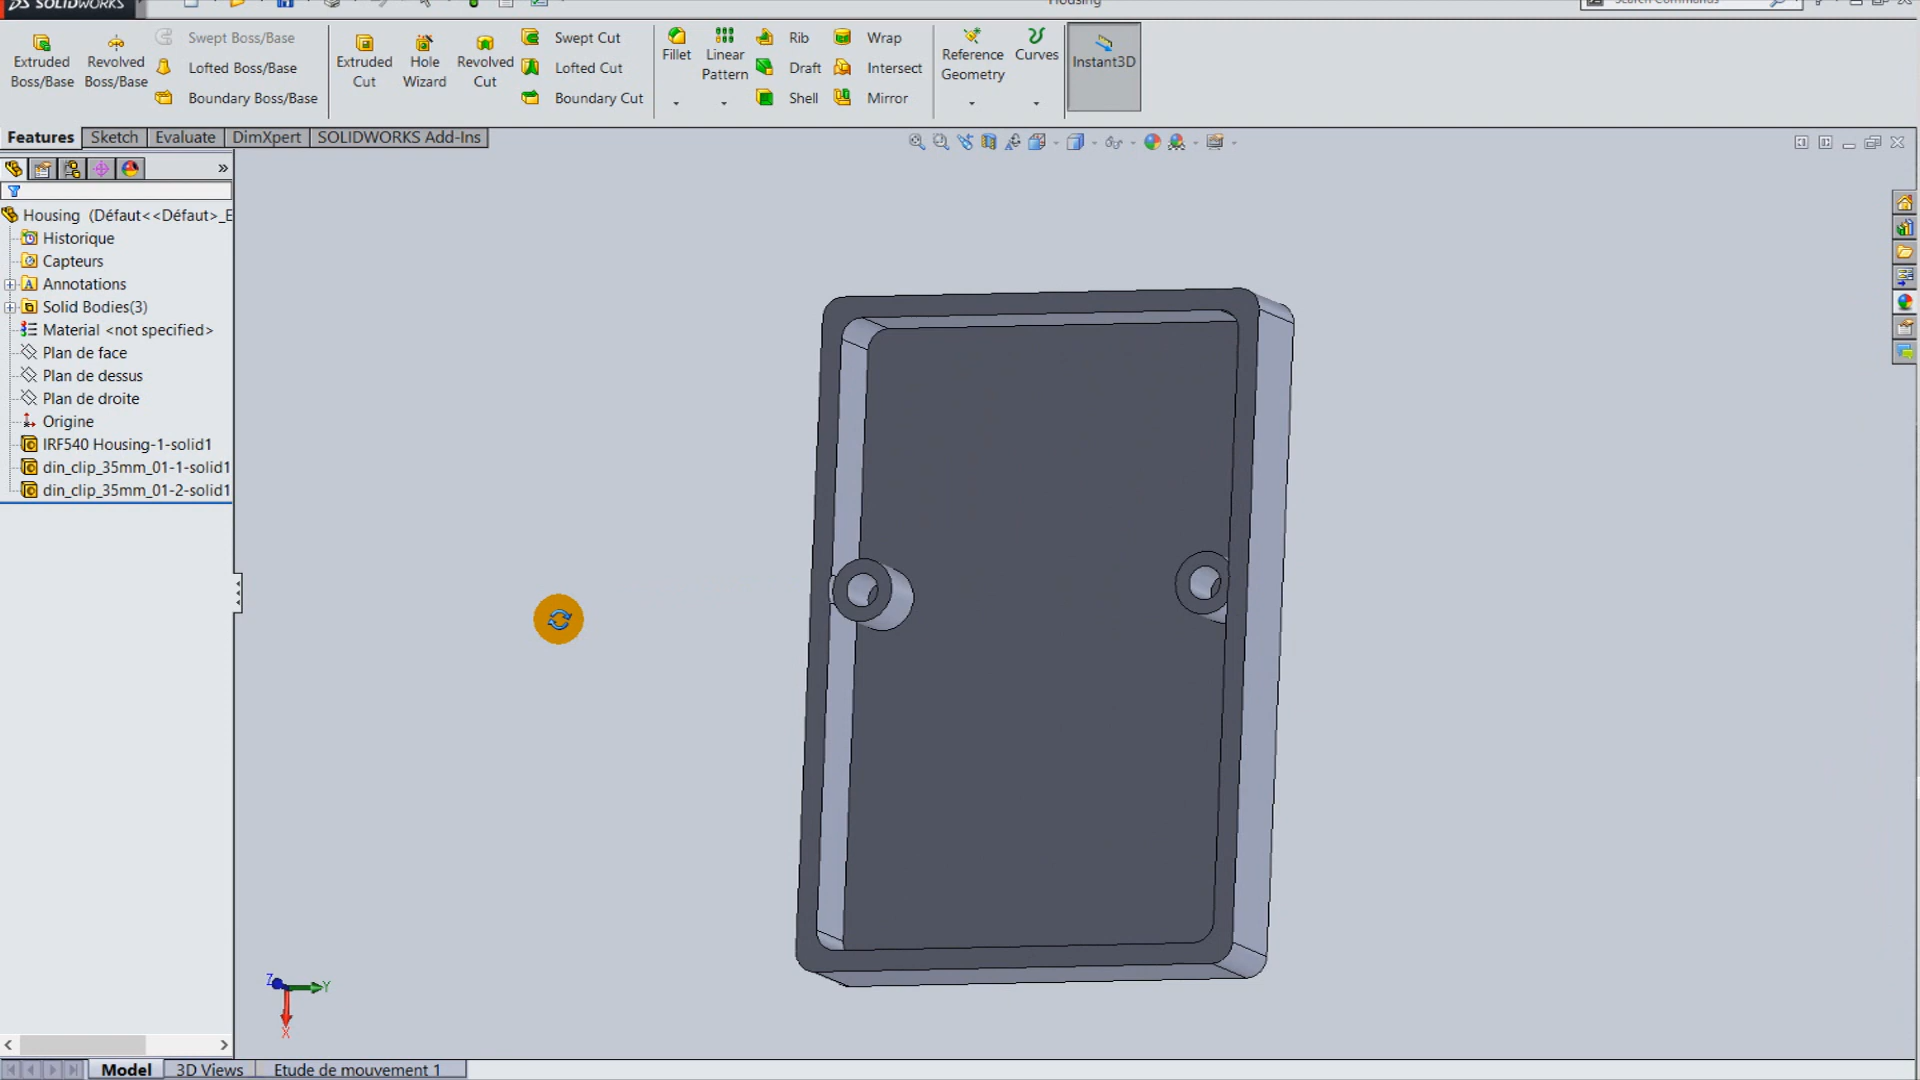 SOLIDWORKS
Housing
Search Commands
Extruded Boss/Base
Revolved Boss/Base
Swept Boss/Base
Lofted Boss/Base
Boundary Boss/Base
Extruded Cut
Hole Wizard
Revolved Cut
Swept Cut
Lofted Cut
Boundary Cut
Fillet
Linear Pattern
Rib
Draft
Shell
Wrap
Intersect
Mirror
Reference Geometry
Curves
Instant3D
Features
Sketch
Evaluate
DimXpert
SOLIDWORKS Add-Ins
Housing (Défaut<<Défaut>_E
Historique
Capteurs
Annotations
Solid Bodies(3)
Material <not specified>
Plan de face
Plan de dessus
Plan de droite
Origine
IRF540 Housing-1-solid1
din_clip_35mm_01-1-solid1
din_clip_35mm_01-2-solid1
Z
Y
X
Model
3D Views
Etude de mouvement 1